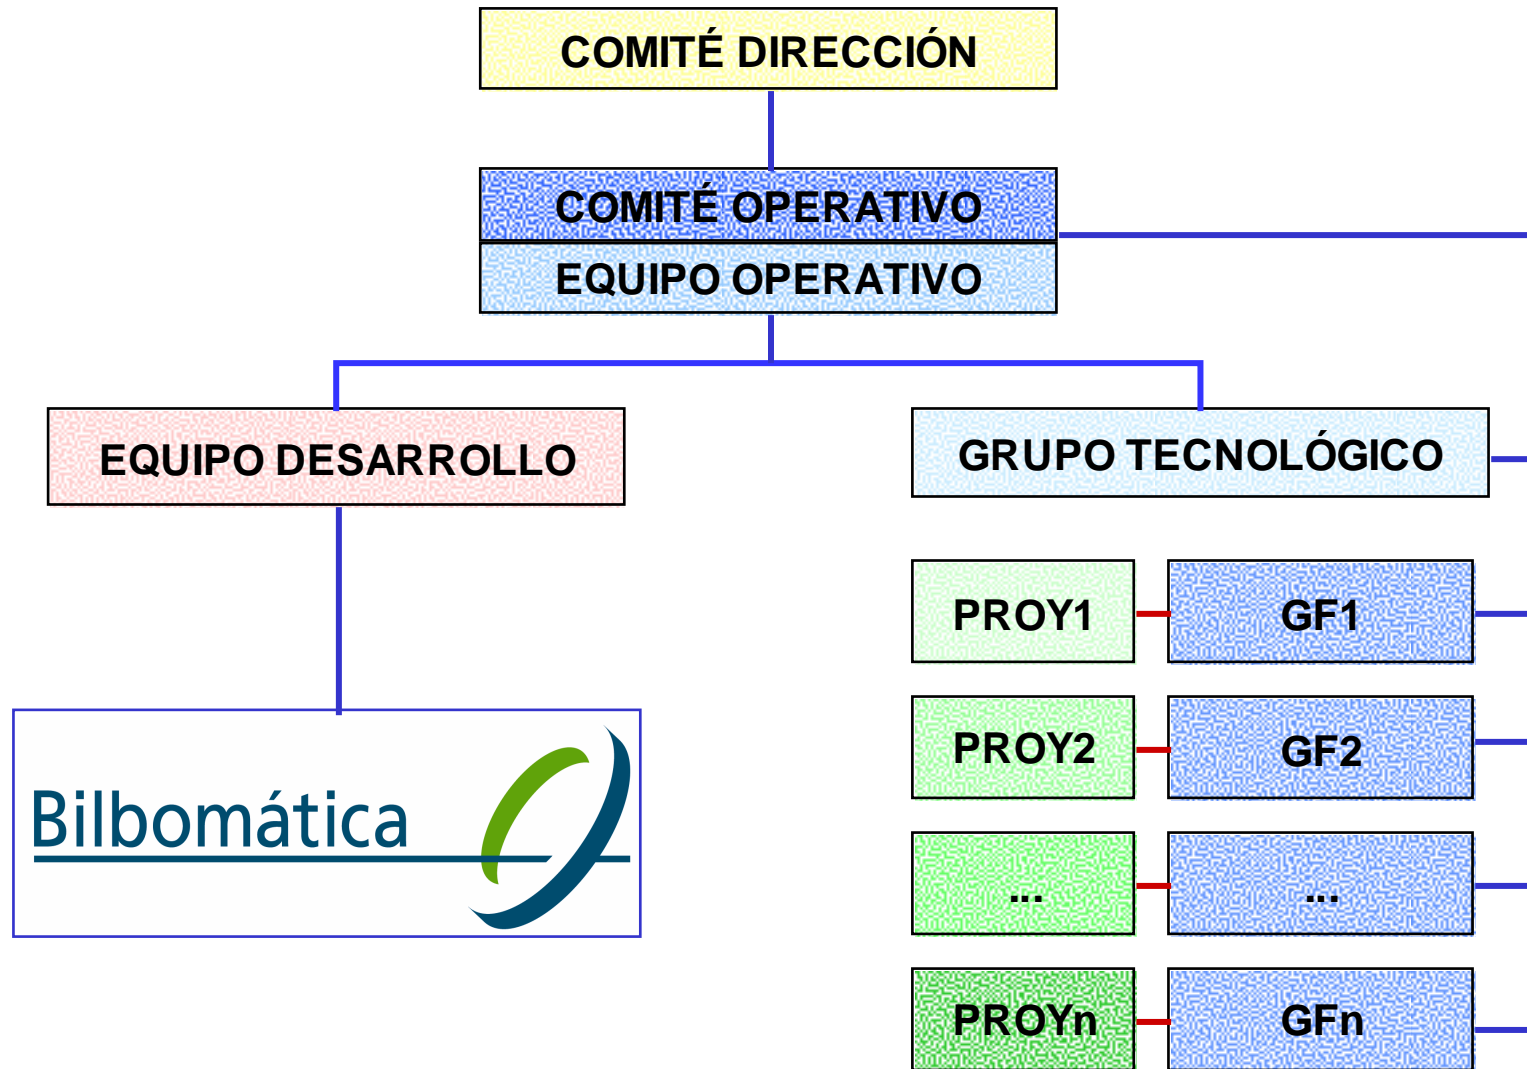 COMITÉ DIRECCIÓN
COMITÉ OPERATIVO
EQUIPO OPERATIVO
EQUIPO DESARROLLO
GRUPO TECNOLÓGICO
Bilbomática
PROY1
GF1
PROY2
GF2
...
...
PROYn
GFn